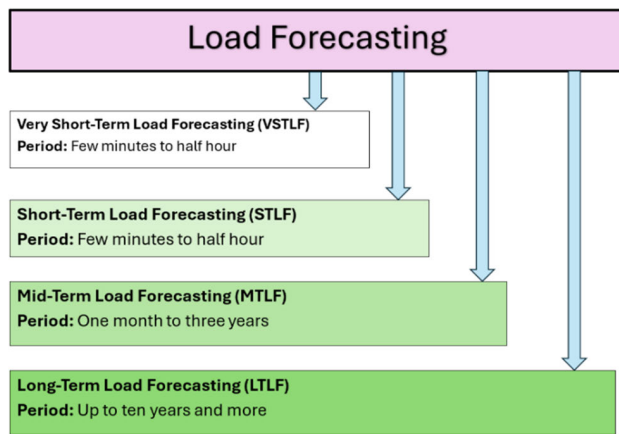 Load Forecasting
Very Short-Term Load Forecasting (VSTLF)
Period: Few minutes to half hour
Short-Term Load Forecasting (STLF)
Period: Few minutes to half hour
Mid-Term Load Forecasting (MTLF)
Period: One month to three years
Long-Term Load Forecasting (LTLF)
Period: Up to ten years and more